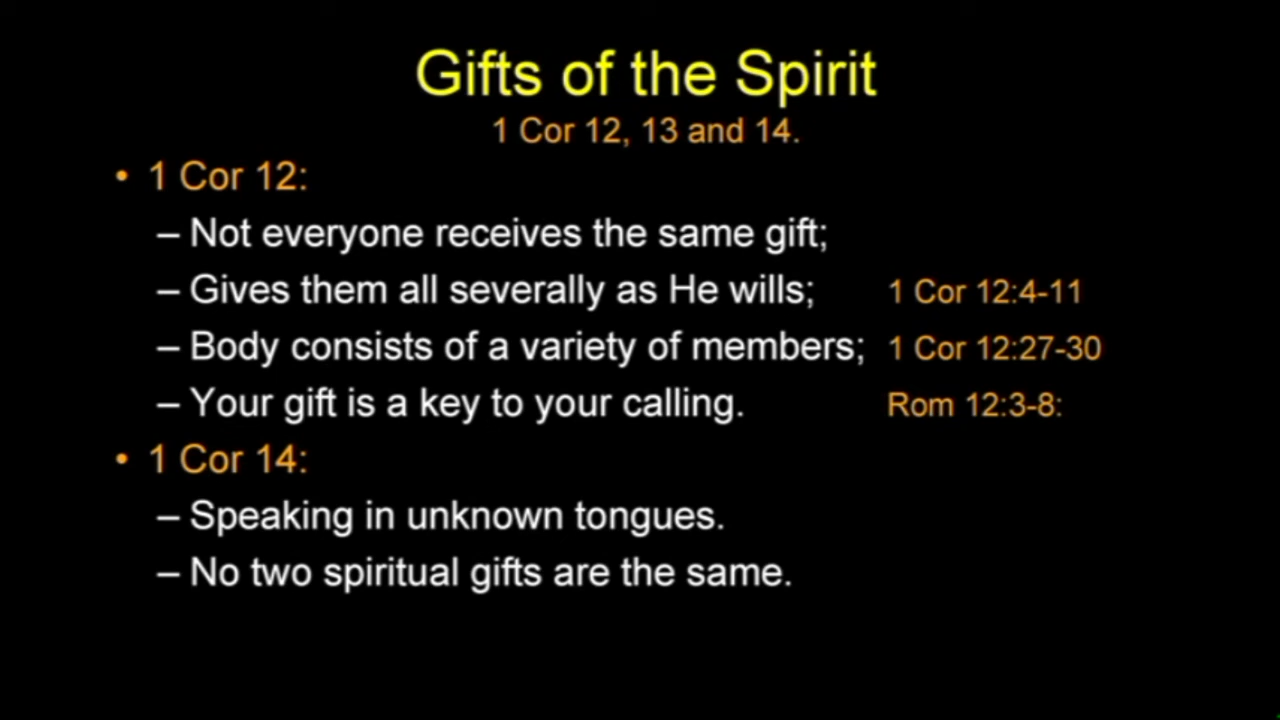 Gifts of the Spirit
1 Cor 12, 13 and 14.
• 1 Cor 12:
– Not everyone receives the same gift;
– Gives them all severally as He wills; 1 Cor 12:4-11
– Body consists of a variety of members; 1 Cor 12:27-30
– Your gift is a key to your calling. Rom 12:3-8:
• 1 Cor 14:
– Speaking in unknown tongues.
– No two spiritual gifts are the same.